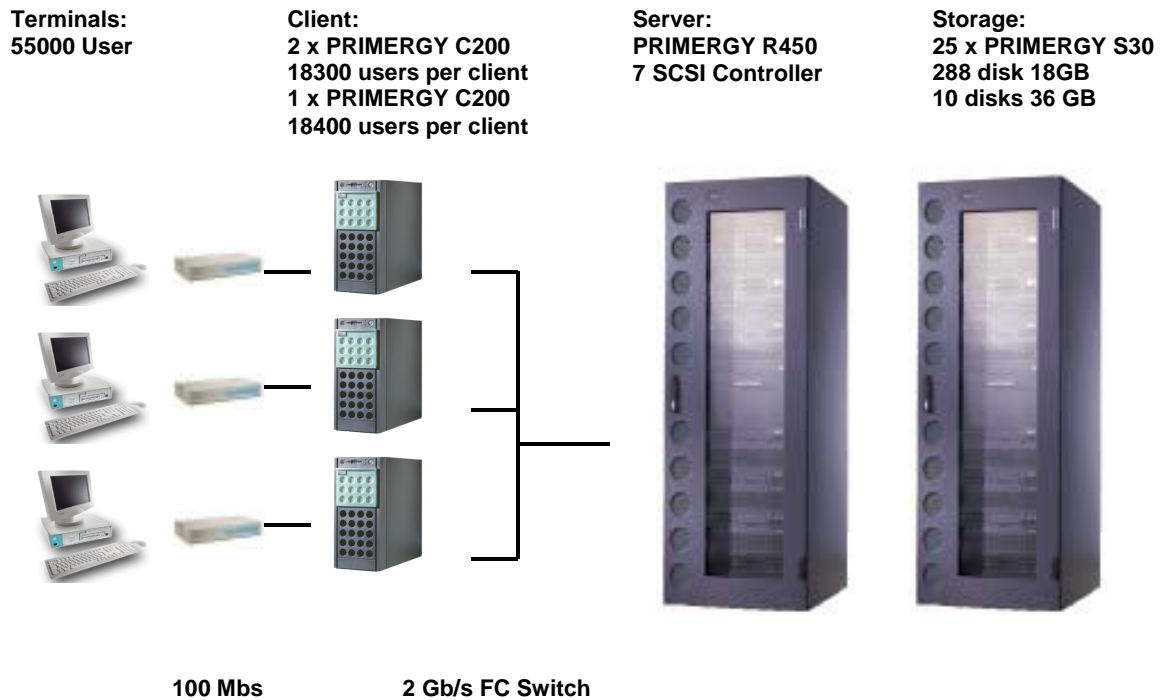 Terminals:
55000 User
Client:
2 x PRIMERGY C200
18300 users per client
1 x PRIMERGY C200
18400 users per client
Server:
PRIMERGY R450
7 SCSI Controller
Storage:
25 x PRIMERGY S30
288 disk 18GB
10 disks 36 GB
100 Mbs
2 Gb/s FC Switch